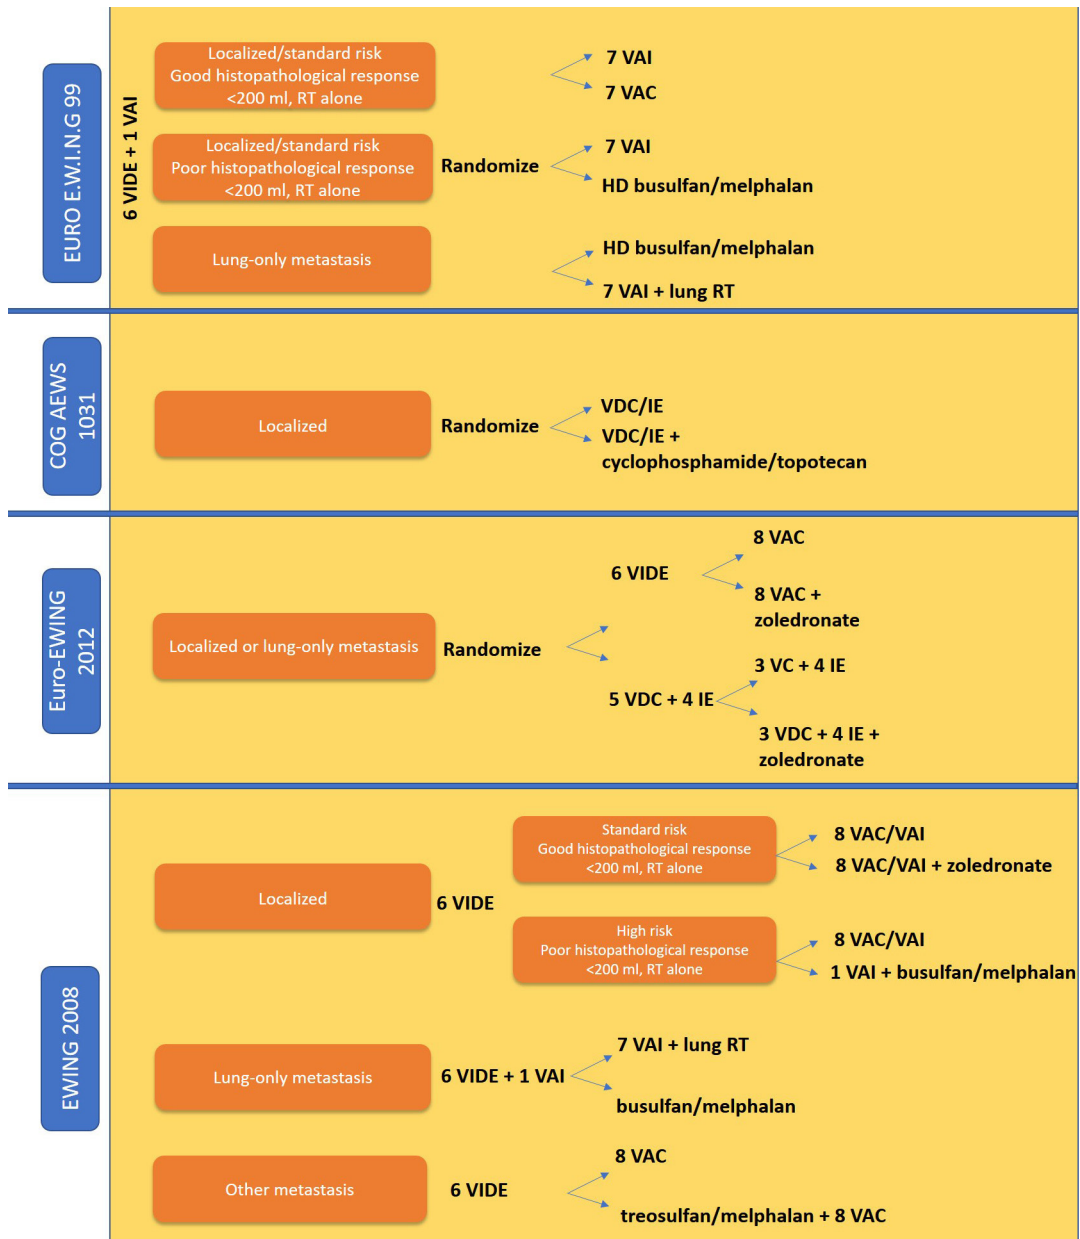 EURO E.W.I.N.G 99
6 VIDE + 1 VAI
Localized/standard risk
Good histopathological response
<200 ml, RT alone
7 VAI
7 VAC
Localized/standard risk
Poor histopathological response
<200 ml, RT alone
Randomize
7 VAI
HD busulfan/melphalan
Lung-only metastasis
HD busulfan/melphalan
7 VAI + lung RT
COG AEWS
1031
Localized
Randomize
VDC/IE
VDC/IE +
cyclophosphamide/topotecan
Euro-EWING
2012
Localized or lung-only metastasis
Randomize
6 VIDE
8 VAC
8 VAC +
zoledronate
5 VDC + 4 IE
3 VC + 4 IE
3 VDC + 4 IE +
zoledronate
EWING 2008
Localized
6 VIDE
Standard risk
Good histopathological response
<200 ml, RT alone
8 VAC/VAI
8 VAC/VAI + zoledronate
High risk
Poor histopathological response
<200 ml, RT alone
8 VAC/VAI
1 VAI + busulfan/melphalan
Lung-only metastasis
6 VIDE + 1 VAI
7 VAI + lung RT
busulfan/melphalan
Other metastasis
6 VIDE
8 VAC
treosulfan/melphalan + 8 VAC